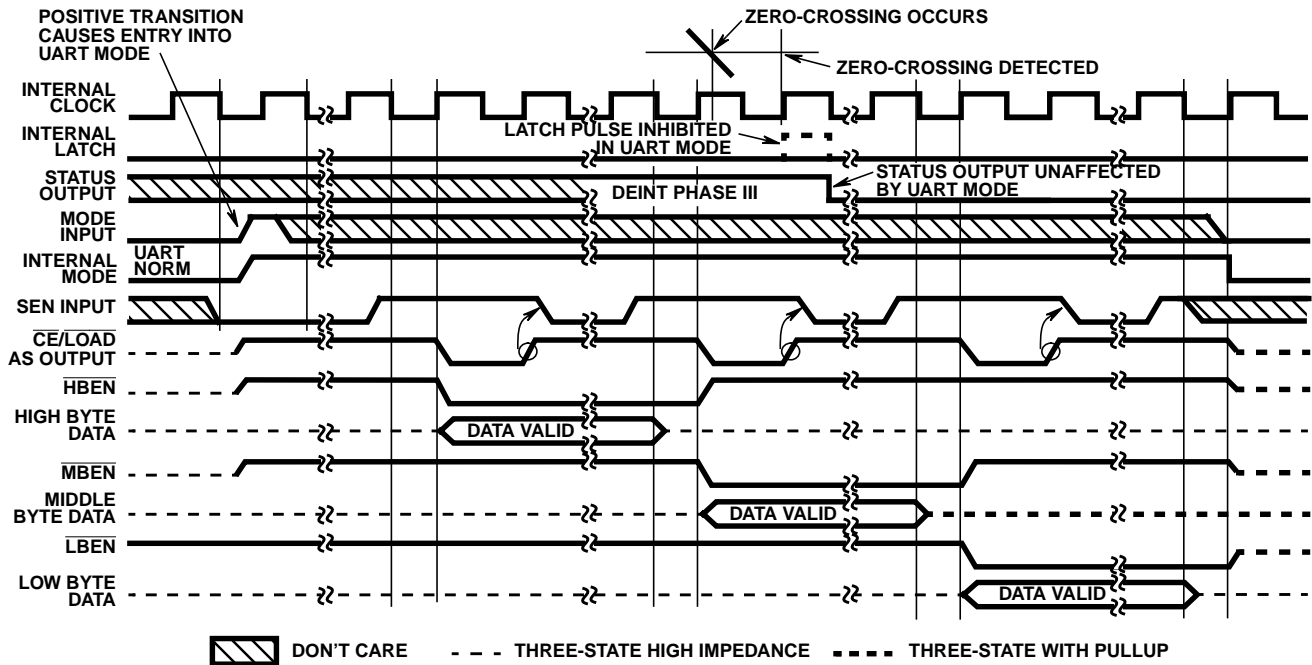 POSITIVE TRANSITION
CAUSES ENTRY INTO
UART MODE
ZERO-CROSSING OCCURS
ZERO-CROSSING DETECTED
INTERNAL
CLOCK
INTERNAL
LATCH
LATCH PULSE INHIBITED
IN UART MODE
STATUS
OUTPUT
DEINT PHASE III
STATUS OUTPUT UNAFFECTED
BY UART MODE
MODE
INPUT
INTERNAL
MODE
UART
NORM
SEN INPUT
CE/LOAD
AS OUTPUT
HBEN
HIGH BYTE
DATA
DATA VALID
MBEN
MIDDLE
BYTE DATA
DATA VALID
LBEN
LOW BYTE
DATA
DATA VALID
DON'T CARE
THREE-STATE HIGH IMPEDANCE
THREE-STATE WITH PULLUP